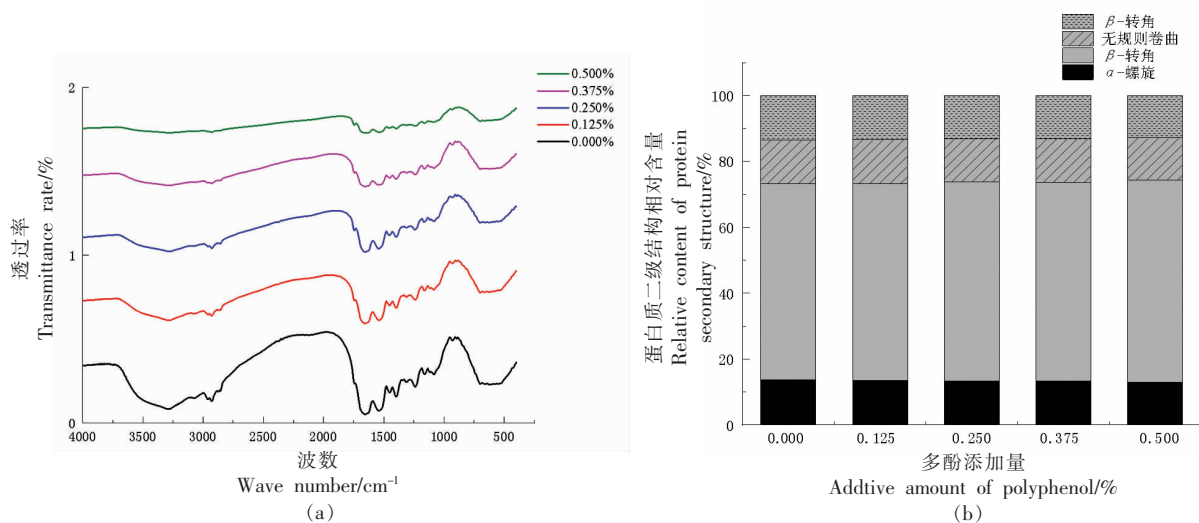 2
1
0
透过率
Transmittance rate/%
0.500%
0.375%
0.250%
0.125%
0.000%
4000 3500 3000 2500 2000 1500 1000 500
波数
Wave number/cm⁻¹
(a)
β-转角
无规则卷曲
β-转角
α-螺旋
100
80
60
40
20
0
蛋白质二级结构相对含量
Relative content of protein
secondary structure/%
0.000 0.125 0.250 0.375 0.500
多酚添加量
Addtive amount of polyphenol/%
(b)